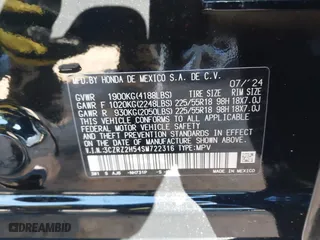 MFD.BY HONDA DE MEXICO S.A. DE C.V.
07/'24
GVWR 1900KG(4188LBS) TIRE SIZE RIM SIZE
GAWR F 1020KG(2248LBS) 225/55R18 98H 18X7.0J
GAWR R 930KG(2050LBS) 225/55R18 98H 18X7.0J
THIS VEHICLE CONFORMS TO ALL APPLICABLE
FEDERAL MOTOR VEHICLE SAFETY AND
THEFT PREVENTION STANDARDS IN EFFECT
ON THE DATE OF MANUFACTURE SHOWN ABOVE.
V.I.N:3CZRZ2H54SM722316 TYPE:MPV
MADE IN MEXICO